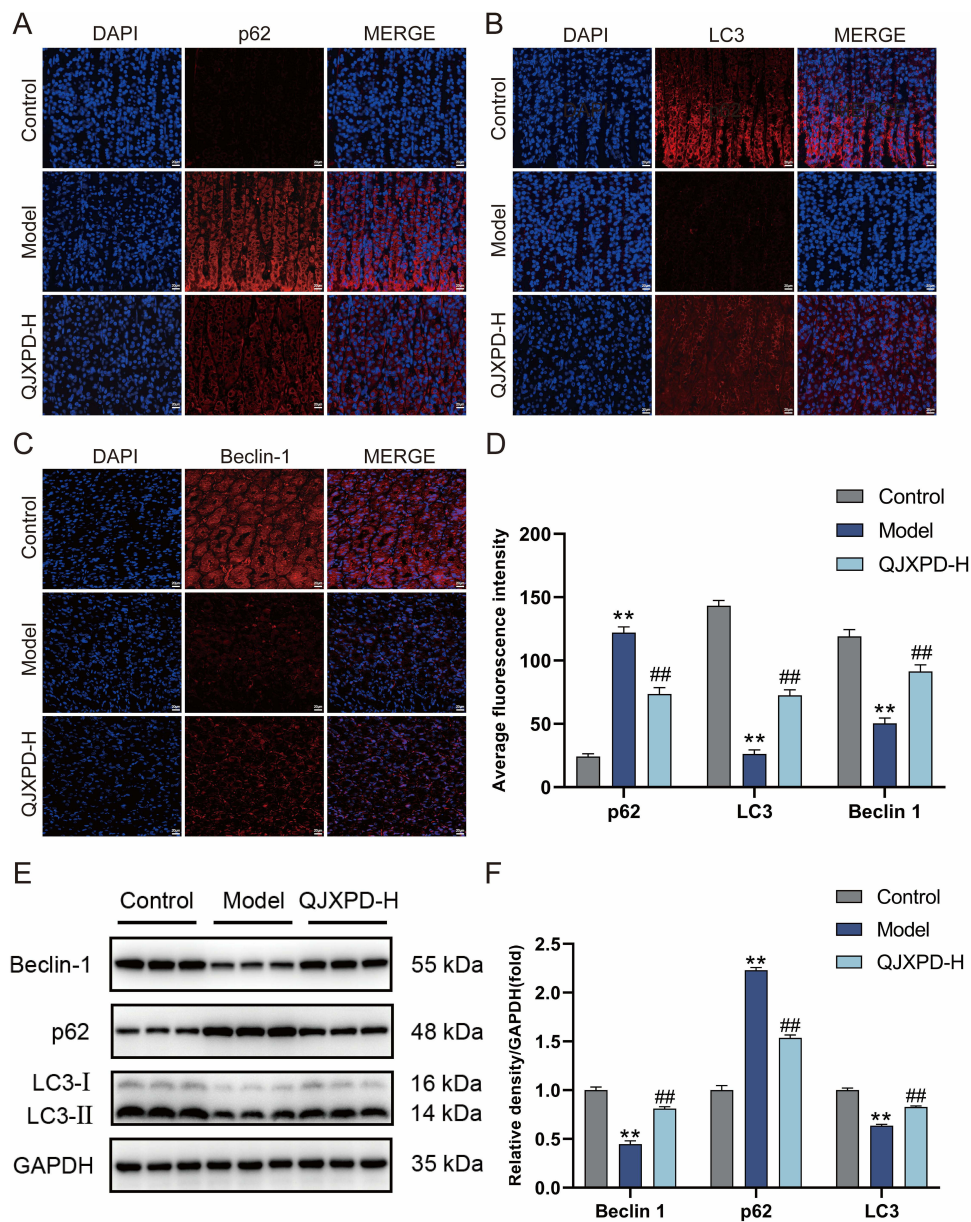 A
DAPI p62 MERGE
Control
Model
QJXPD-H
B
DAPI LC3 MERGE
Control
Model
QJXPD-H
C
DAPI Beclin-1 MERGE
Control
Model
QJXPD-H
D
Control
Model
QJXPD-H
Average fluorescence intensity
200
150
100
50
0
** ## ** ## ** ##
p62 LC3 Beclin 1
E
Control Model QJXPD-H
Beclin-1 55 kDa
p62 48 kDa
LC3-Ⅰ 16 kDa
LC3-Ⅱ 14 kDa
GAPDH 35 kDa
F
Control
Model
QJXPD-H
Relative density/GAPDH(fold)
2.5
2.0
1.5
1.0
0.5
0.0
** ## ** ## ** ##
Beclin 1 p62 LC3